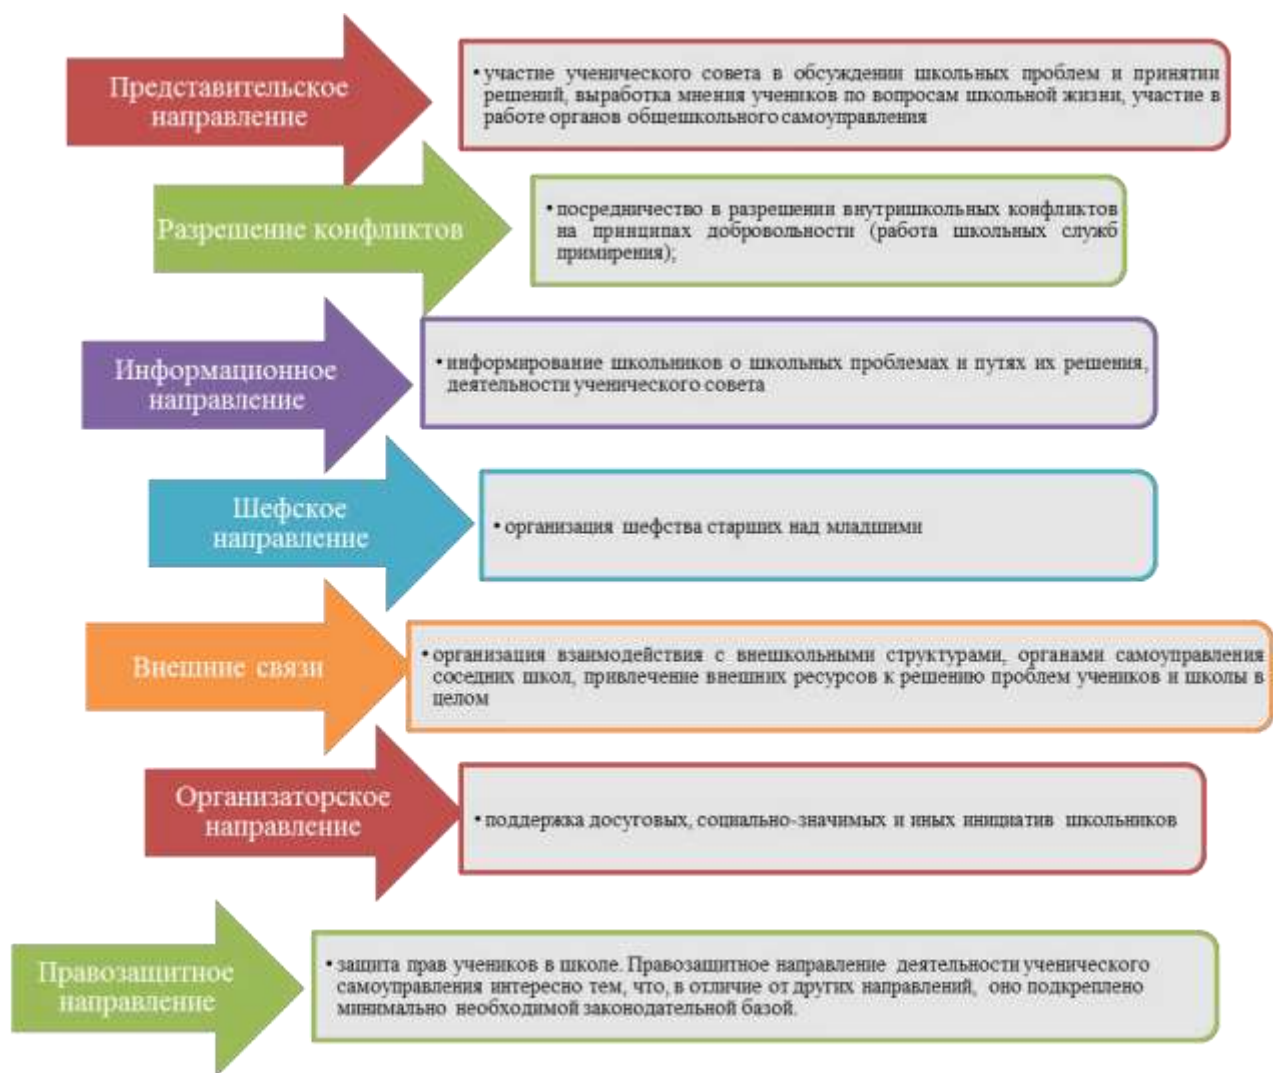 Представительское
направление
• участие ученического совета в обсуждении школьных проблем и принятии
решений, выработка мнения учеников по вопросам школьной жизни, участие в
работе органов общешкольного самоуправления
Разрешение конфликтов
• посредничество в разрешении внутришкольных конфликтов
на принципах добровольности (работа школьных служб
примирения);
Информационное
направление
• информирование школьников о школьных проблемах и путях их решения,
деятельности ученического совета
Шефское
направление
• организация шефства старших над младшими
Внешние связи
• организация взаимодействия с внешкольными структурами, органами самоуправления
соседних школ, привлечение внешних ресурсов к решению проблем учеников и школы в
целом
Организаторское
направление
• поддержка досуговых, социально-значимых и иных инициатив школьников
Правозащитное
направление
• защита прав учеников в школе. Правозащитное направление деятельности ученического
самоуправления интересно тем, что, в отличие от других направлений, оно подкреплено
минимально необходимой законодательной базой.